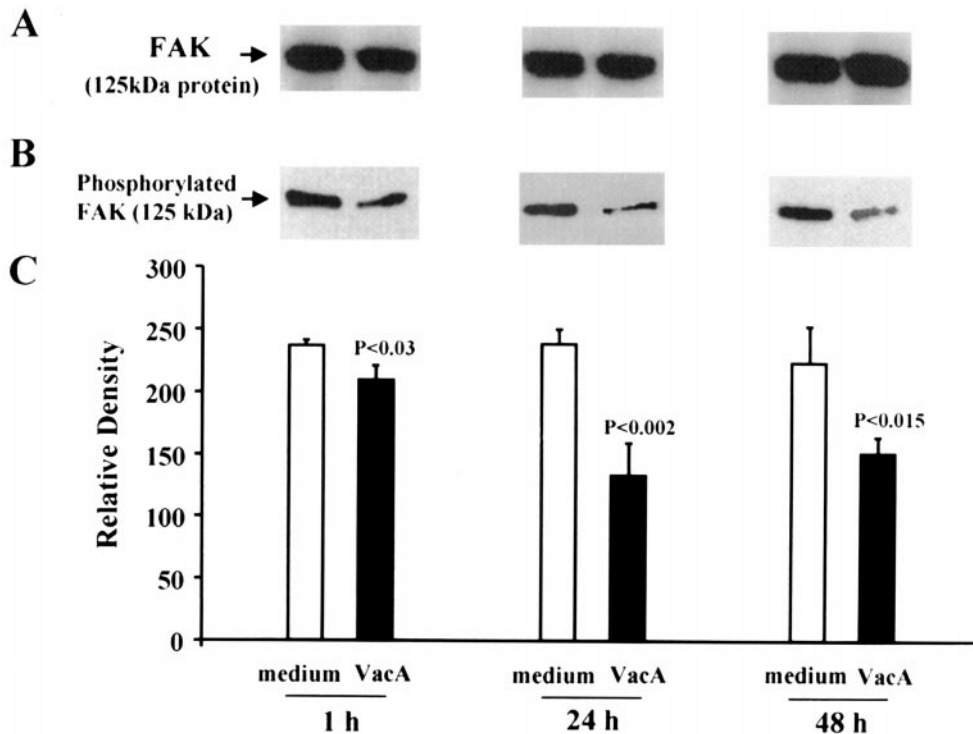 A
FAK
(125kDa protein)
B
Phosphorylated
FAK (125 kDa)
C
300
250
200
150
100
50
0
Relative Density
P<0.03
P<0.002
P<0.015
medium VacA
medium VacA
medium VacA
1 h
24 h
48 h